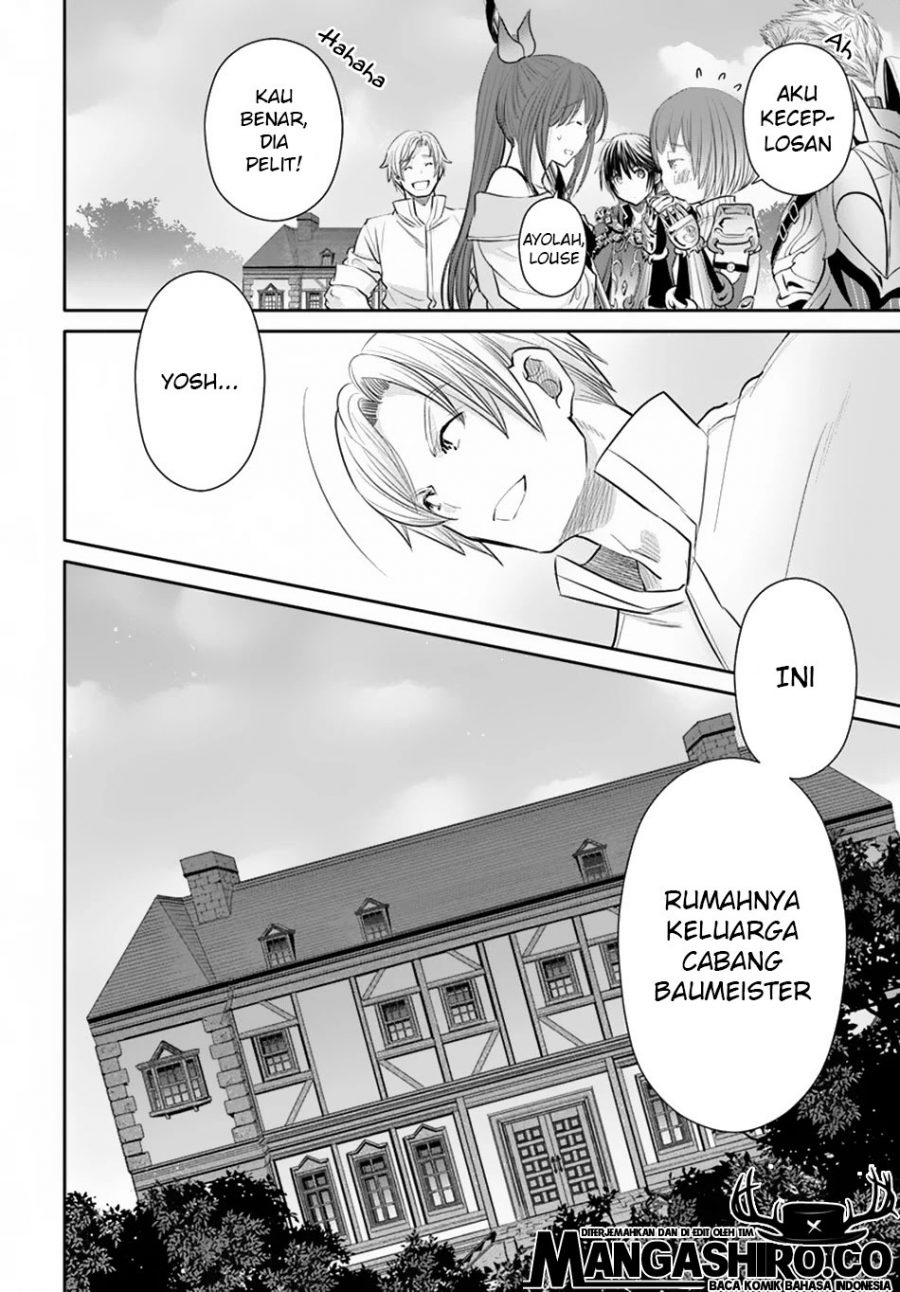 Ah
AKU
KECEP-
LOSAN
AYOLAH,
LOUSE
Hahaha
KAU
BENAR,
DIA
PELIT!
YOSH...
INI
RUMAHNYA
KELUARGA
CABANG
BAUMEISTER
DITERJEMAHKAN DAN DI EDIT OLEH TIM
MANGASHIRO.CO
BACA KOMIK BAHASA INDONESIA